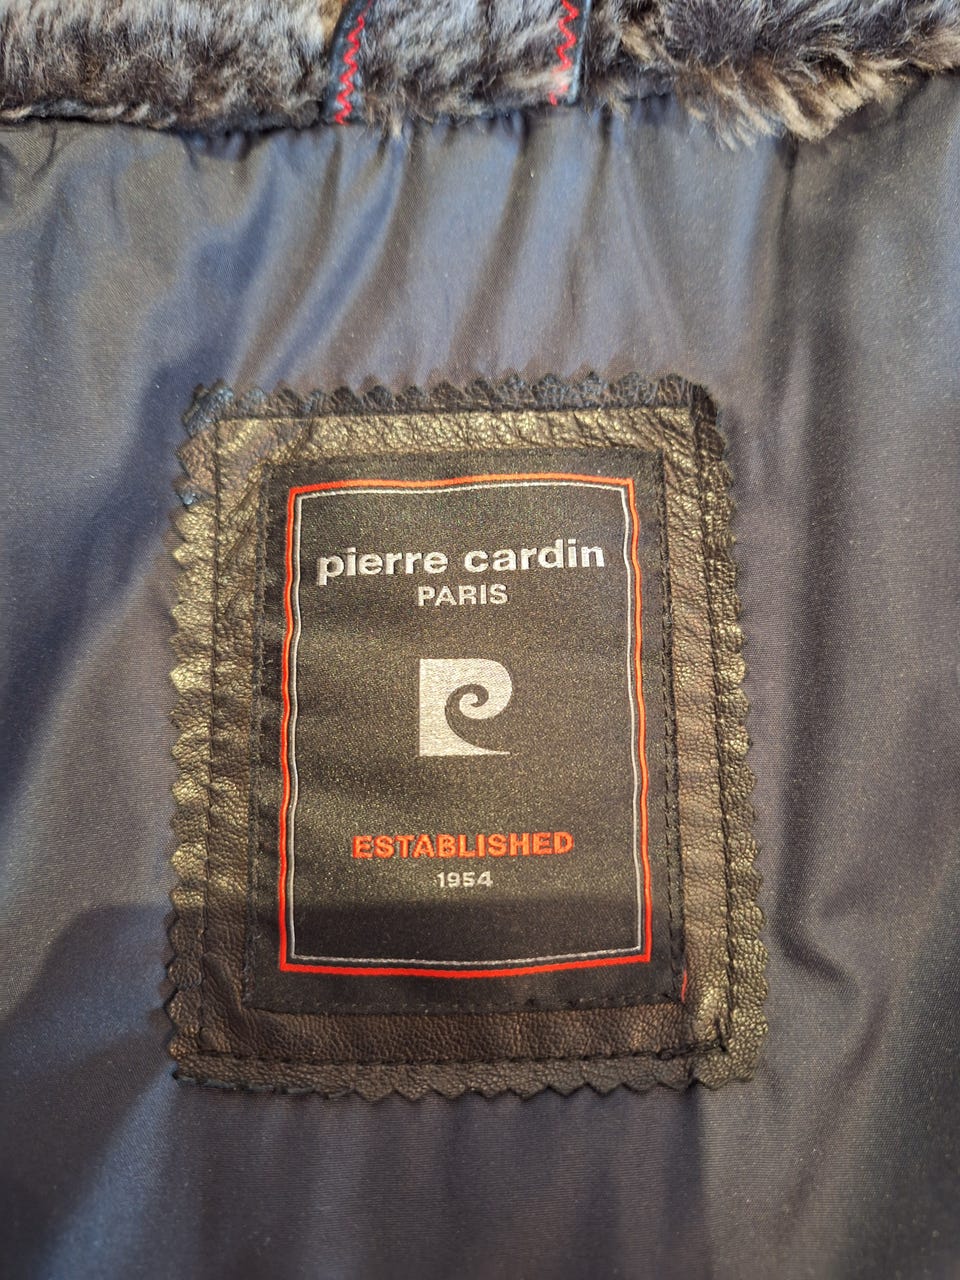 pierre cardin
PARIS
ESTABLISHED
1954